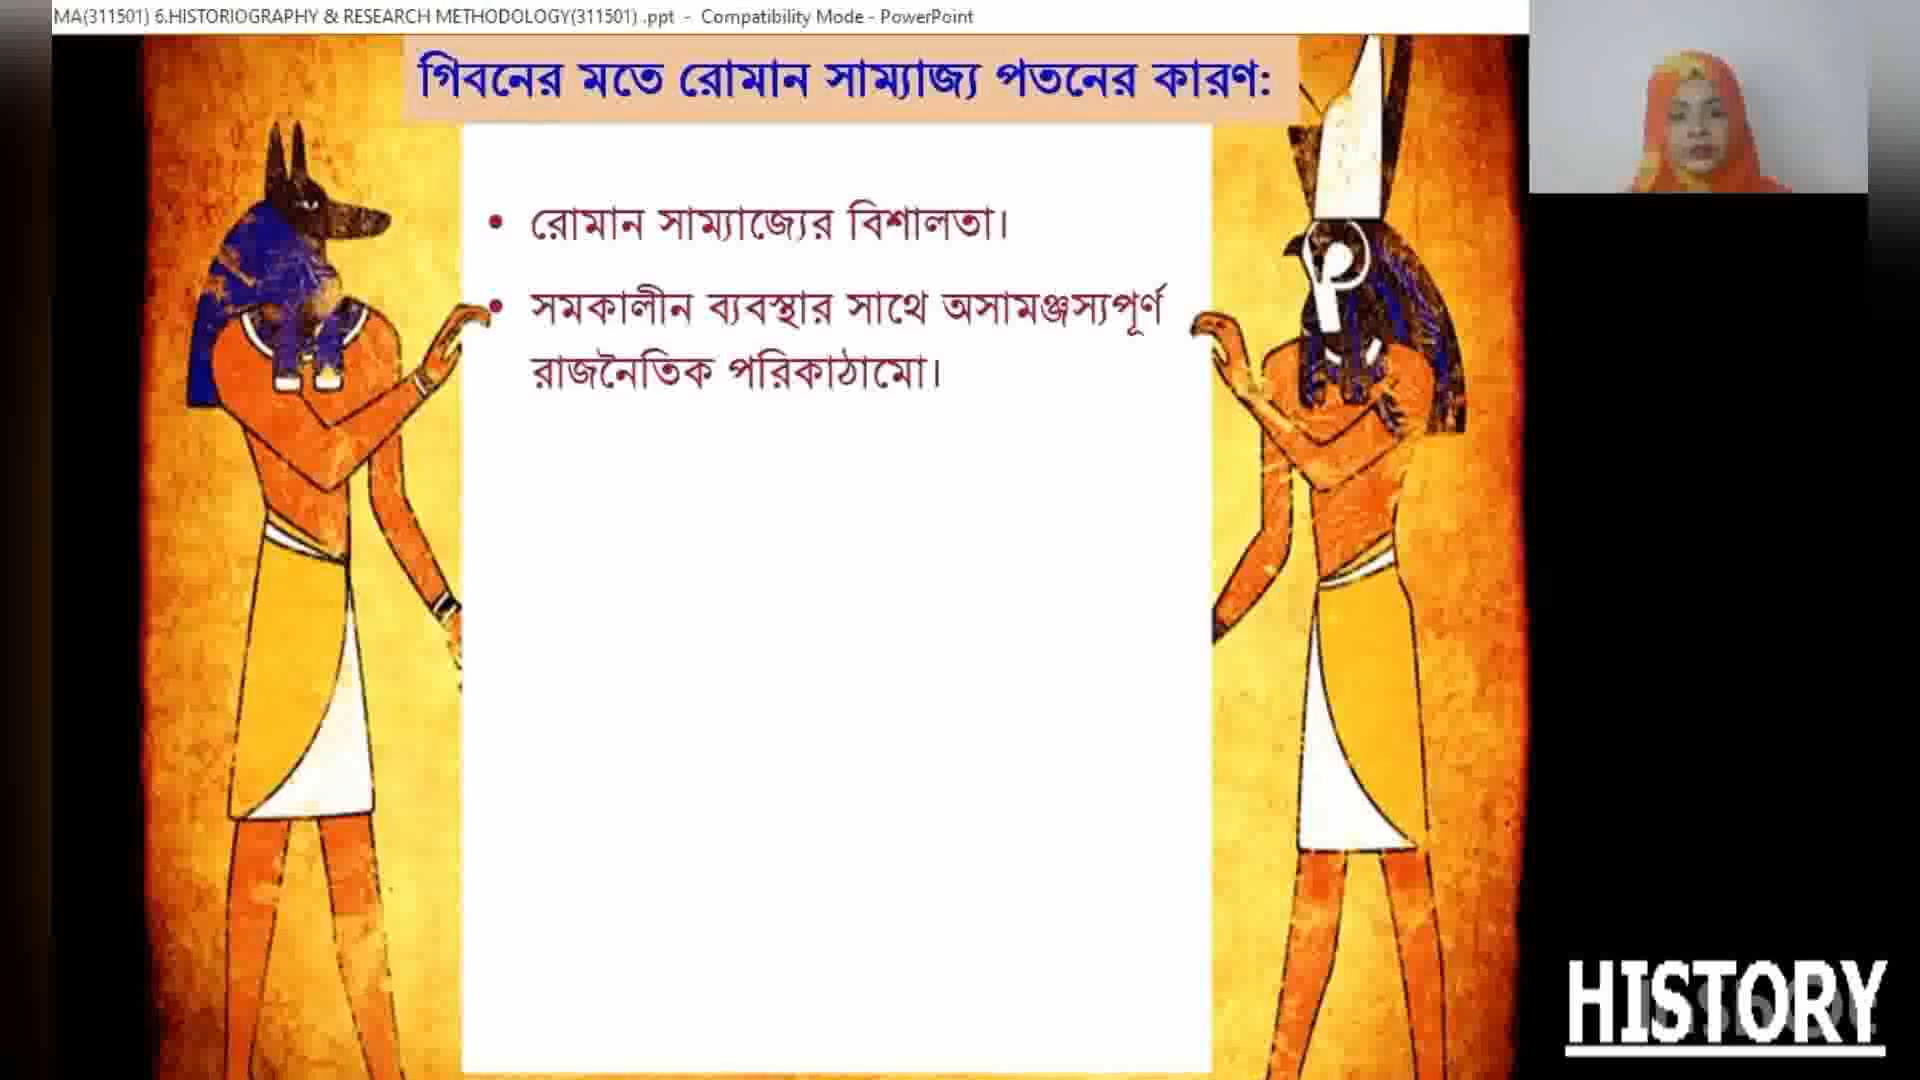 MA(311501) 6.HISTORIOGRAPHY & RESEARCH METHODOLOGY(311501) .ppt - Compatibility Mode - PowerPoint
গিবনের মতে রোমান সাম্যাজ্য পতনের কারণ:
• রোমান সাম্যাজ্যের বিশালতা।
• সমকালীন ব্যবস্থার সাথে অসামঞ্জস্যপূর্ণ
রাজনৈতিক পরিকাঠামো।
HISTORY